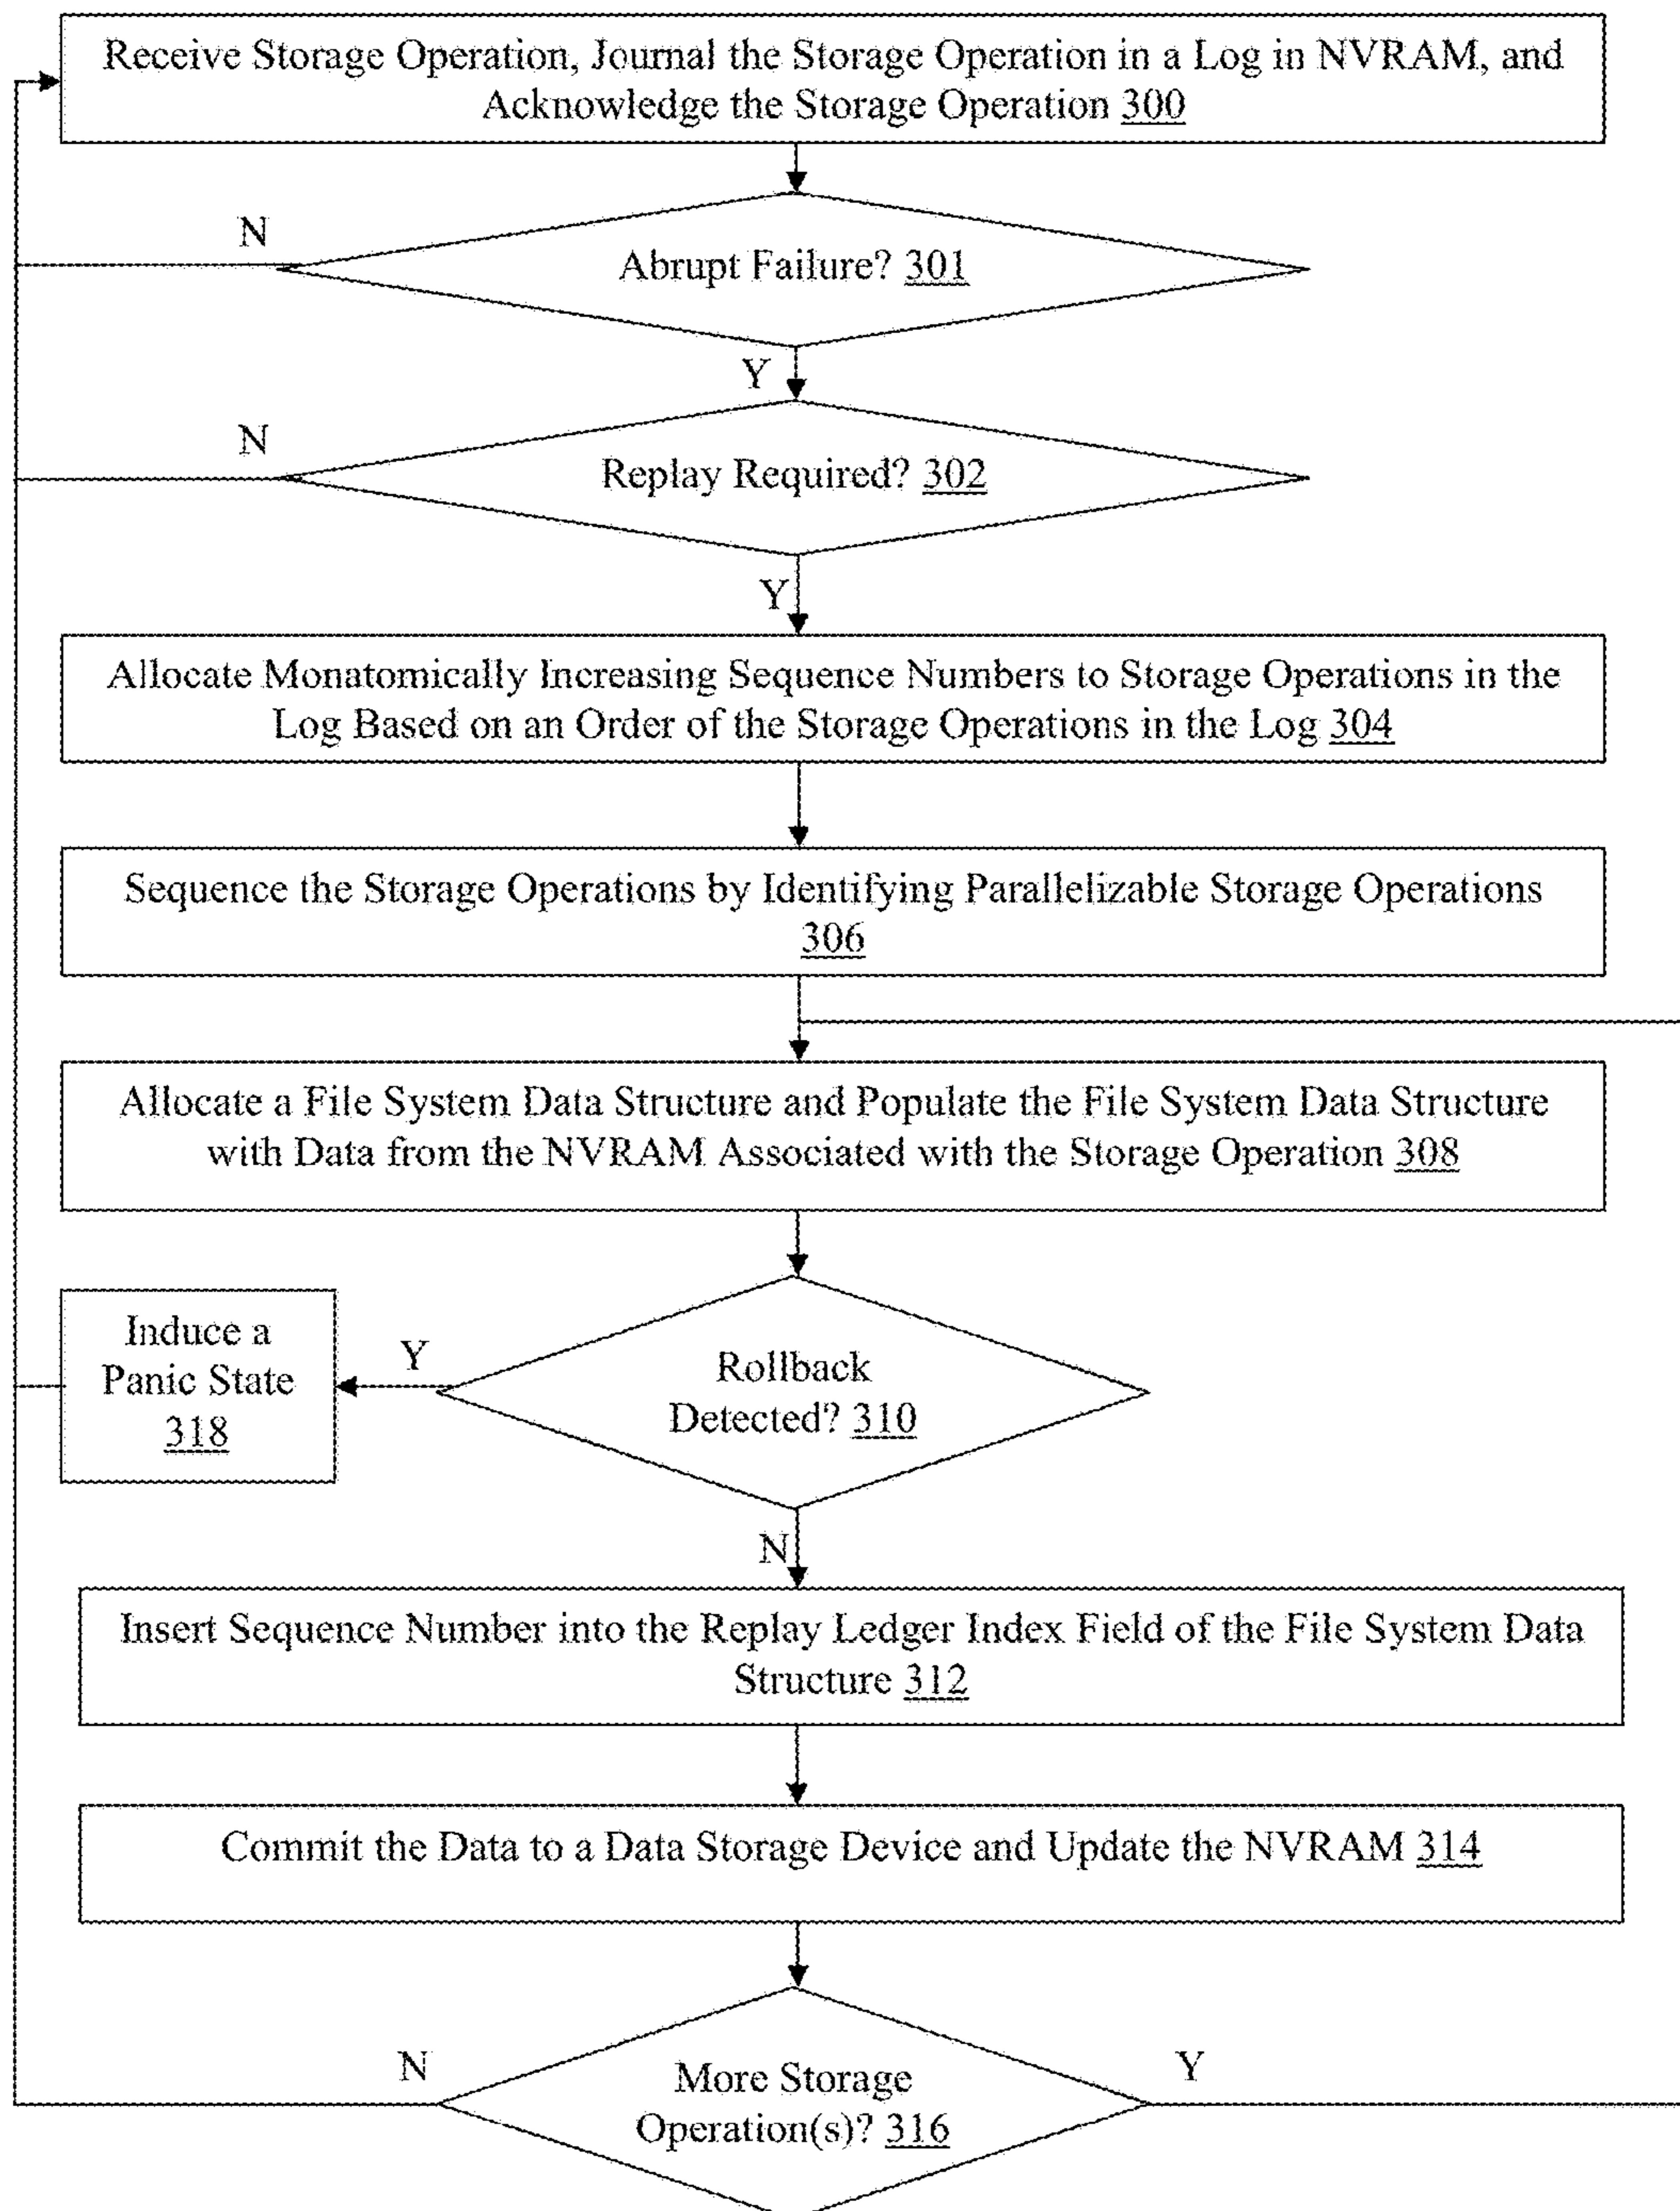 Receive Storage Operation, Journal the Storage Operation in a Log in NVRAM, and
Acknowledge the Storage Operation 300
N
Abrupt Failure? 301
Y
N
Replay Required? 302
Y
Allocate Monatomically Increasing Sequence Numbers to Storage Operations in the
Log Based on an Order of the Storage Operations in the Log 304
Sequence the Storage Operations by Identifying Parallelizable Storage Operations
306
Allocate a File System Data Structure and Populate the File System Data Structure
with Data from the NVRAM Associated with the Storage Operation 308
Induce a
Panic State
318
Y
Rollback
Detected? 310
N
Insert Sequence Number into the Replay Ledger Index Field of the File System Data
Structure 312
Commit the Data to a Data Storage Device and Update the NVRAM 314
N
More Storage
Operation(s)? 316
Y